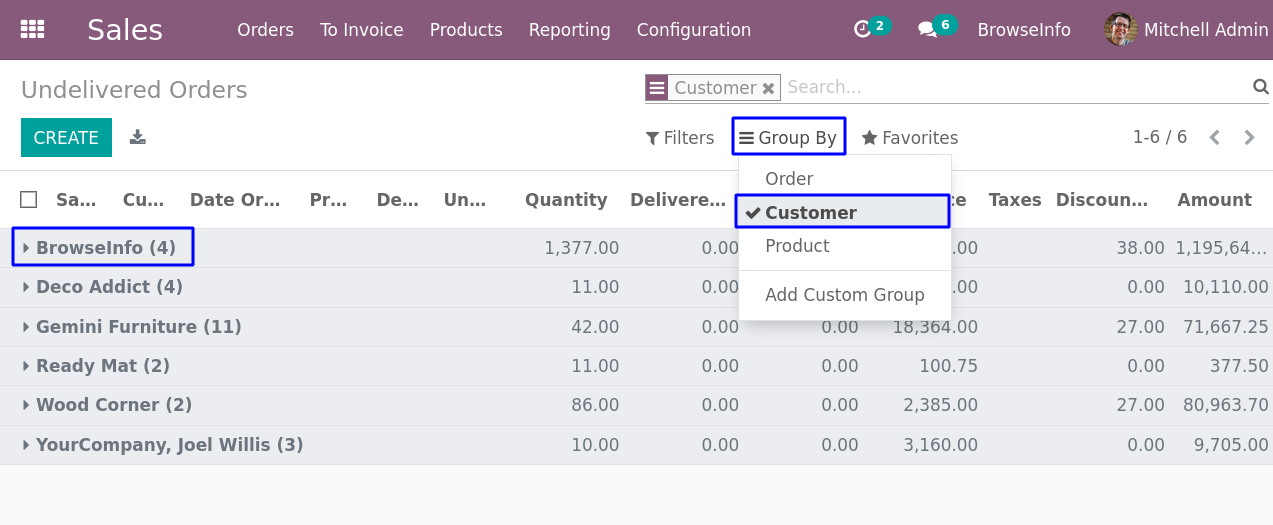 Sales Orders To Invoice Products Reporting Configuration 2 6 BrowseInfo Mitchell Admin
Undelivered Orders Customer Search...
CREATE Filters Group By Favorites 1-6 / 6
Order
Sa... Cu... Date Or... Pr... De... Un... Quantity Delivere... Taxes Discoun... Amount
Customer
BrowseInfo (4) 1,377.00 0.00 38.00 1,195,64...
Product
Deco Addict (4) 11.00 0.00 0.00 10,110.00
Add Custom Group
Gemini Furniture (11) 42.00 0.00 0.00 18,364.00 27.00 71,667.25
Ready Mat (2) 11.00 0.00 0.00 100.75 0.00 377.50
Wood Corner (2) 86.00 0.00 0.00 2,385.00 27.00 80,963.70
YourCompany, Joel Willis (3) 10.00 0.00 0.00 3,160.00 0.00 9,705.00